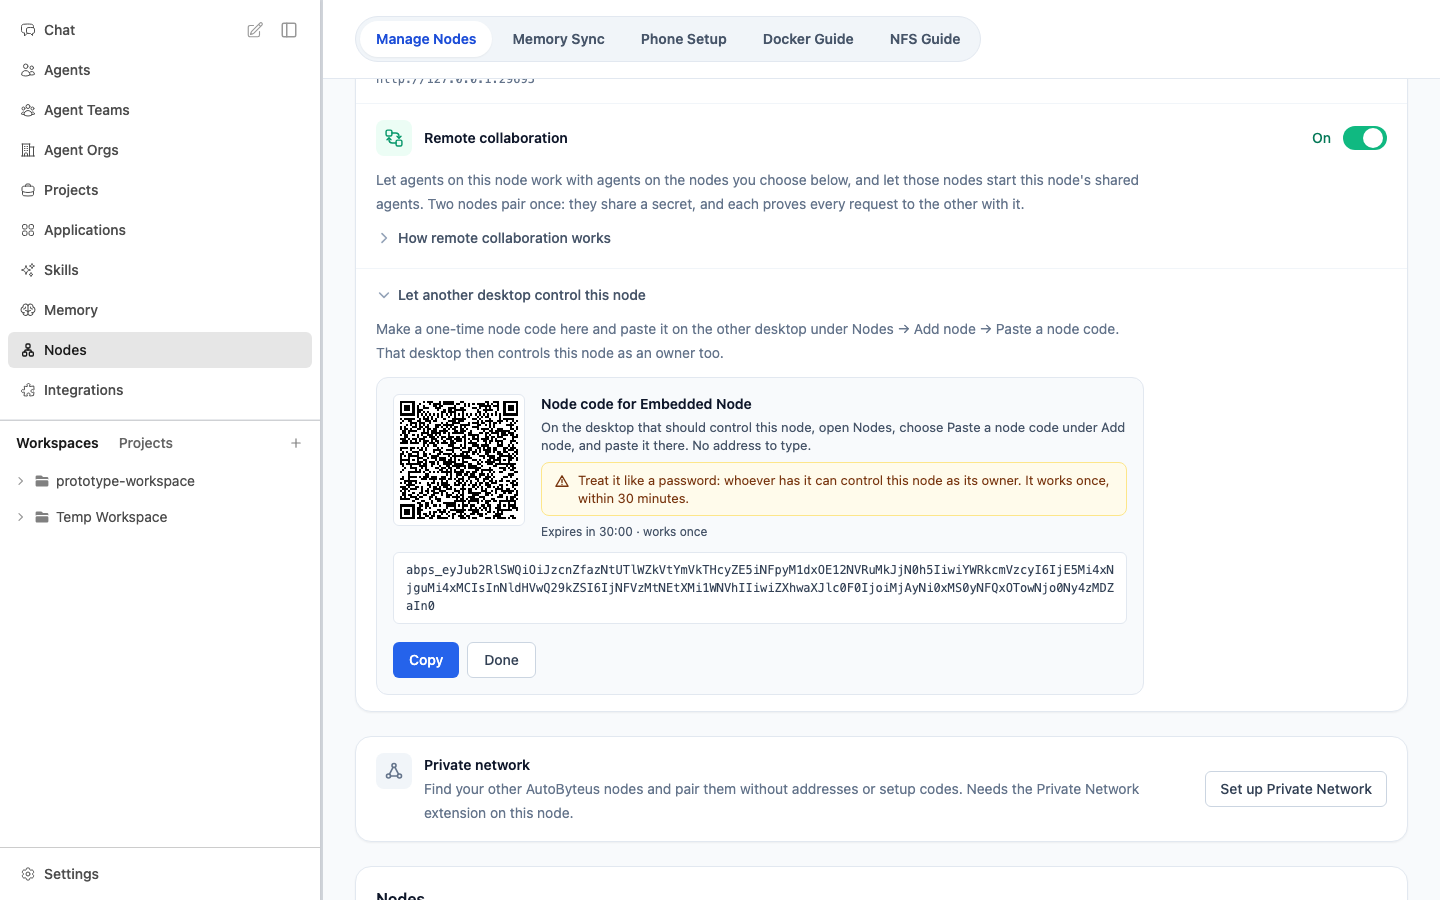 Chat
Agents
Agent Teams
Agent Orgs
Projects
Applications
Skills
Memory
Nodes
Integrations
Workspaces
Projects
prototype-workspace
Temp Workspace
Settings
Manage Nodes
Memory Sync
Phone Setup
Docker Guide
NFS Guide
http://127.0.0.1:29695
Remote collaboration
On
Let agents on this node work with agents on the nodes you choose below, and let those nodes start this node's shared
agents. Two nodes pair once: they share a secret, and each proves every request to the other with it.
How remote collaboration works
Let another desktop control this node
Make a one-time node code here and paste it on the other desktop under Nodes → Add node → Paste a node code.
That desktop then controls this node as an owner too.
Node code for Embedded Node
On the desktop that should control this node, open Nodes, choose Paste a node code under Add
node, and paste it there. No address to type.
Treat it like a password: whoever has it can control this node as its owner. It works once,
within 30 minutes.
Expires in 30:00 · works once
abps_eyJub2RlSWQiOiJzcnZfazNtUTlWZkVtYmVkTHcyZE5iNFpyM1dxOE12NVRuMkJjN0h5IiwiYWRkcmVzcyI6IjE5Mi4xN
jguMi4xMCIsInNldHVwQ29kZSI6IjNFVzMtNEtXMi1WNVhIIiwiZXhwaXJlc0F0IjoiMjAyNi0xMS0yNFQxOTowNjo0Ny4zMDZ
aIn0
Copy
Done
Private network
Find your other AutoByteus nodes and pair them without addresses or setup codes. Needs the Private Network
extension on this node.
Set up Private Network
Nodes